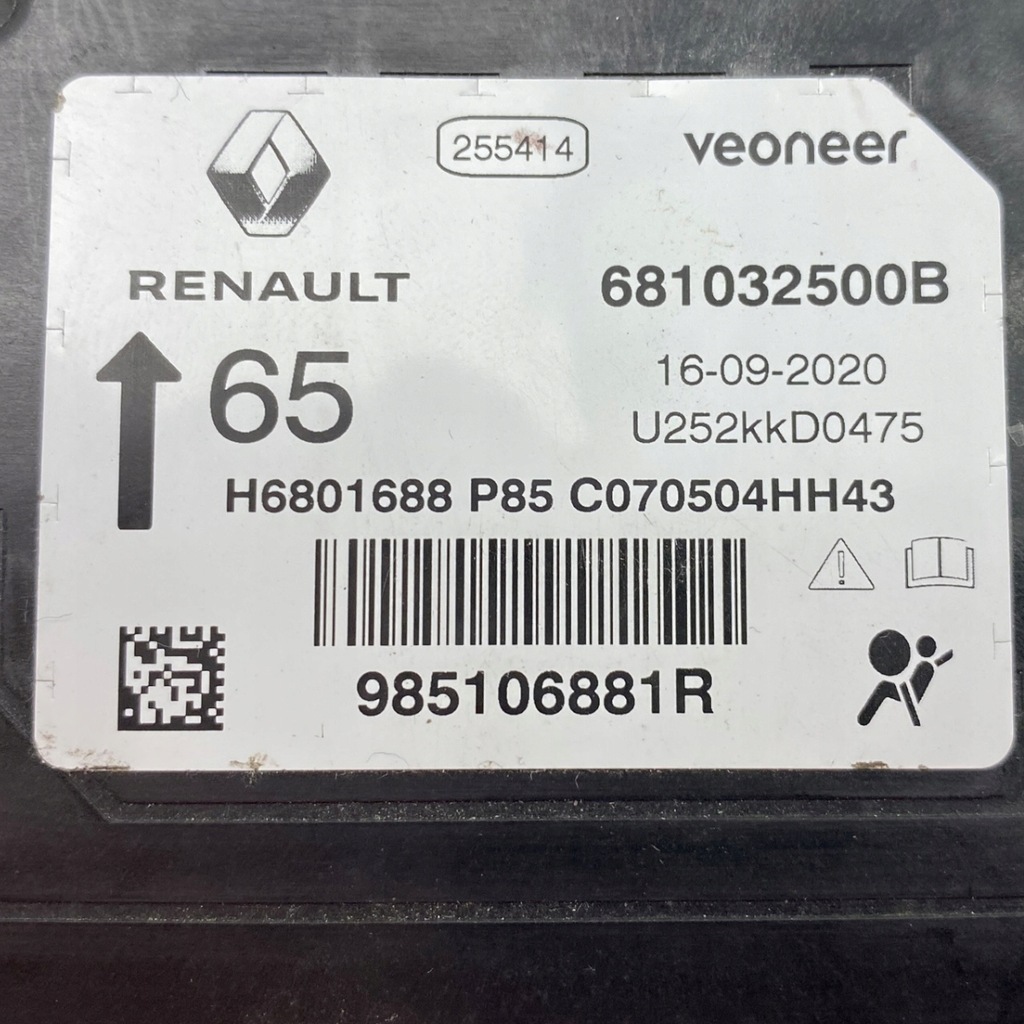 255414
veoneer
RENAULT
681032500B
65
16-09-2020
U252kkD0475
H6801688 P85 C070504HH43
985106881R